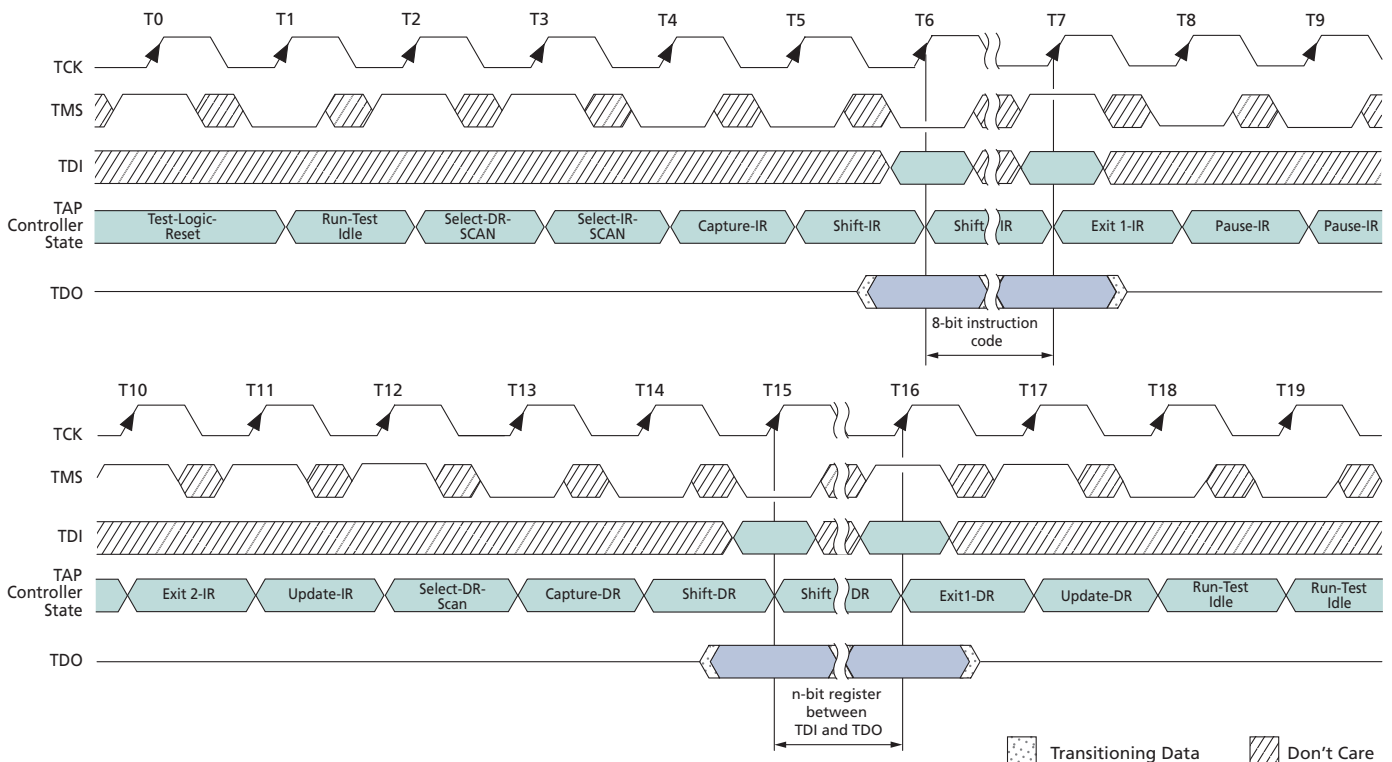 T0 T1 T2 T3 T4 T5 T6 T7 T8 T9
TCK
TMS
TDI
TAP
Controller
State
Test-Logic-
Reset
Run-Test
Idle
Select-DR-
SCAN
Select-IR-
SCAN
Capture-IR
Shift-IR
Shift IR
Exit 1-IR
Pause-IR
Pause-IR
TDO
8-bit instruction
code
T10 T11 T12 T13 T14 T15 T16 T17 T18 T19
TCK
TMS
TDI
TAP
Controller
State
Exit 2-IR
Update-IR
Select-DR-
Scan
Capture-DR
Shift-DR
Shift DR
Exit1-DR
Update-DR
Run-Test
Idle
Run-Test
Idle
TDO
n-bit register
between
TDI and TDO
Transitioning Data
Don't Care